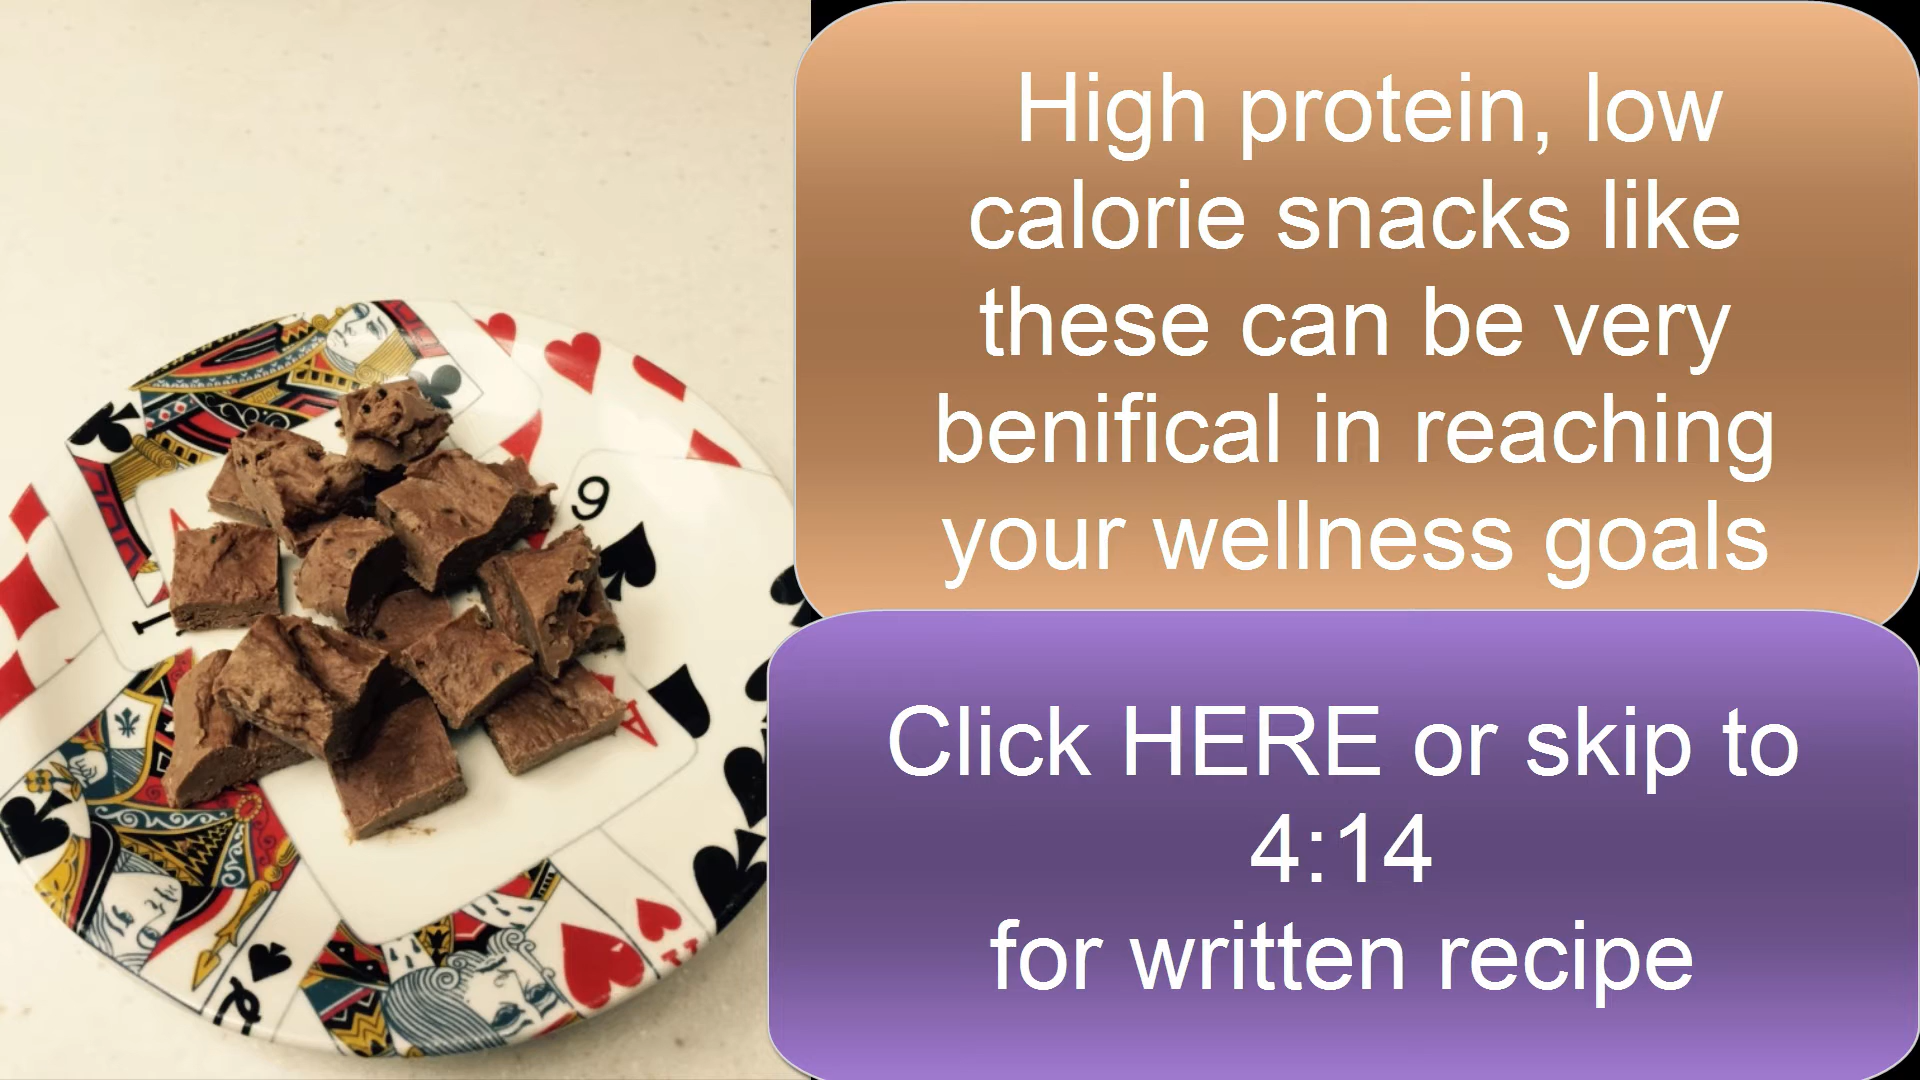 High protein, low
calorie snacks like
these can be very
benifical in reaching
your wellness goals
Click HERE or skip to
4:14
for written recipe
9
A
A
Q